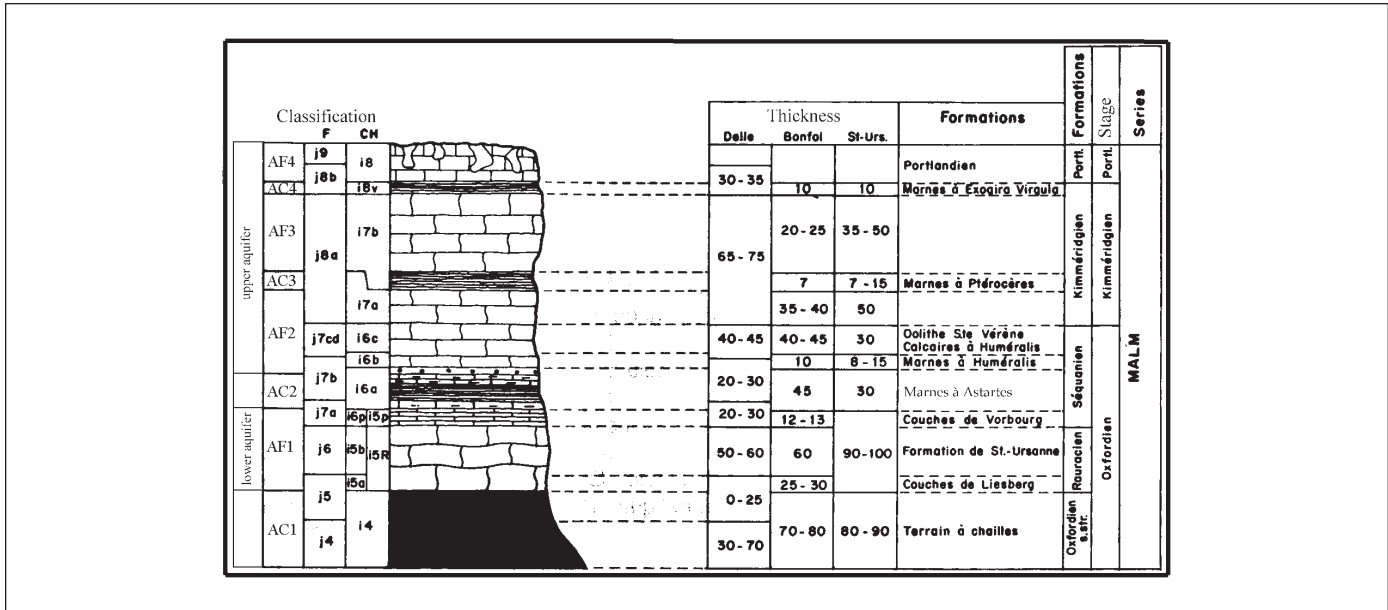 Classification
F CH
Thickness
Delle Bonfol St-Urs.
Formations
Formations
Stage
Series
upper aquifer
lower aquifer
AF4 j9 i8
j8b
Portlandien
30-35
Portl.
Portl.
AC4 i8v 10 10 Marnes à Exogira Virgula
AF3 j8a i7b 65-75 20-25 35-50
AC3 7 7-15 Marnes à Ptérocères
i7a 35-40 50
Kimméridgien
Kimméridgien
AF2 j7cd i6c 40-45 40-45 30 Oolithe Ste Vérène
Calcaires à Huméralis
i6b 10 8-15 Marnes à Huméralis
j7b
AC2 i6a 20-30 45 30 Marnes à Astartes
j7a i6p i5p 20-30 12-13 Couches de Vorbourg
Séquanien
AF1 j6 i5b i5R 50-60 60 90-100 Formation de St.-Ursanne
i5a 25-30 Couches de Liesberg
Rauracien
Oxfordien
j5 0-25
AC1 i4 70-80 80-90 Terrain à chailles
j4 30-70
Oxfordien
s.str.
MALM